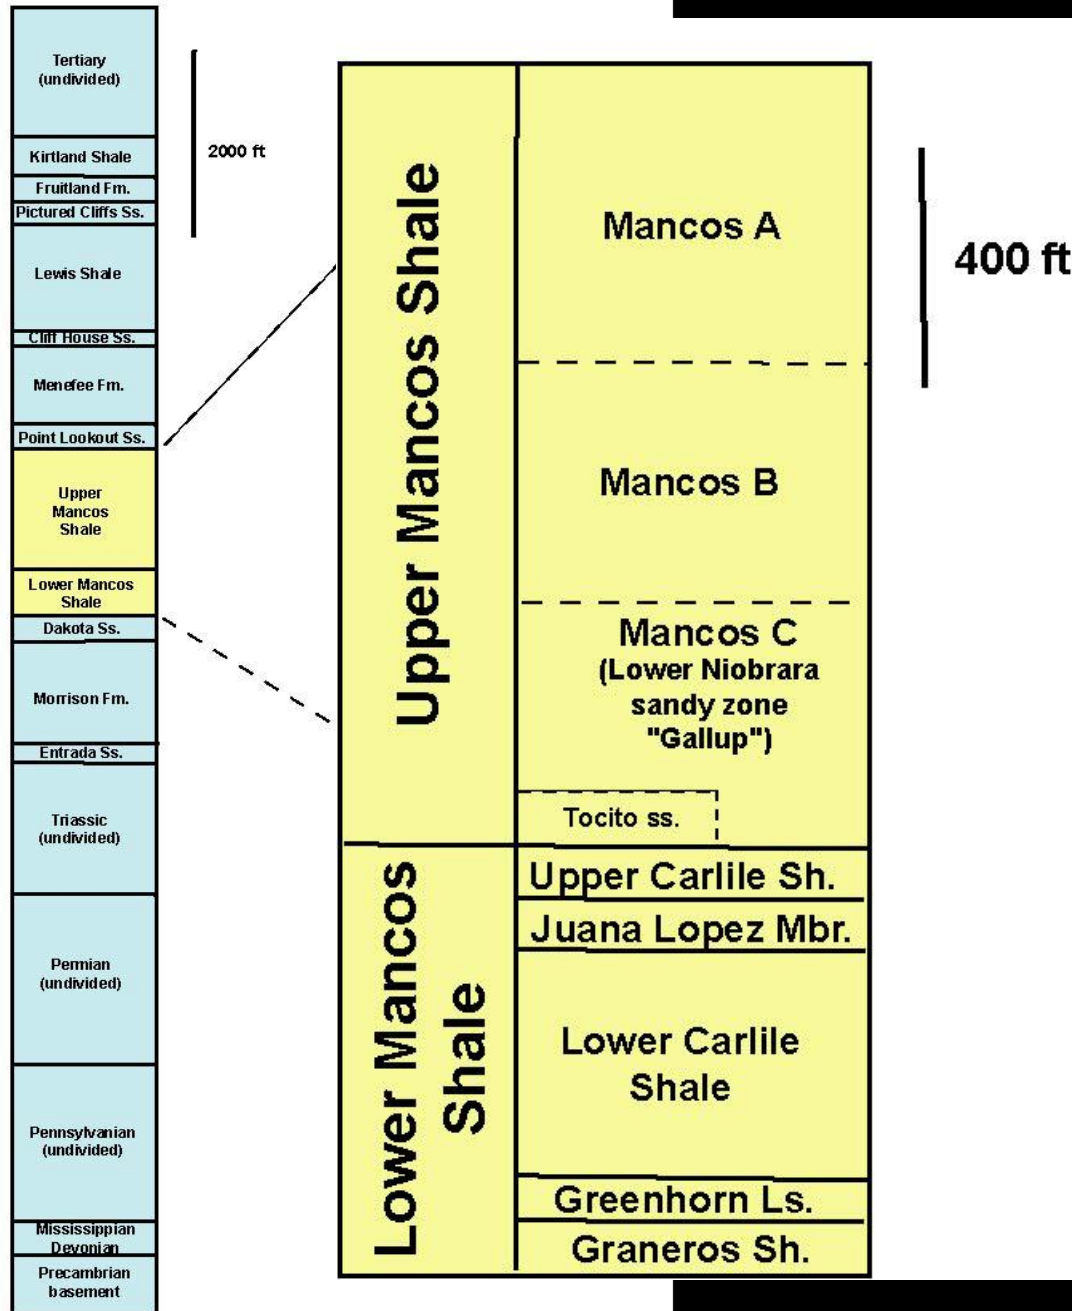 Tertiary
(undivided)
Kirtland Shale
Fruitland Fm.
Pictured Cliffs Ss.
Lewis Shale
Cliff House Ss.
Menefee Fm.
Point Lookout Ss.
Upper
Mancos
Shale
Lower Mancos
Shale
Dakota Ss.
Morrison Fm.
Entrada Ss.
Triassic
(undivided)
Permian
(undivided)
Pennsylvanian
(undivided)
Mississippian
Devonian
Precambrian
basement
2000 ft
Upper Mancos Shale
Mancos A
Mancos B
Mancos C
(Lower Niobrara
sandy zone
"Gallup")
Tocito ss.
Lower Mancos
Shale
Upper Carlile Sh.
Juana Lopez Mbr.
Lower Carlile
Shale
Greenhorn Ls.
Graneros Sh.
400 ft